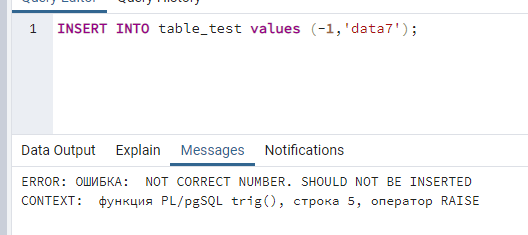 Query Editor Query History
1 INSERT INTO table_test values (-1,'data7');
Data Output Explain Messages Notifications
ERROR: ОШИБКА:  NOT CORRECT NUMBER. SHOULD NOT BE INSERTED
CONTEXT:  функция PL/pgSQL trig(), строка 5, оператор RAISE